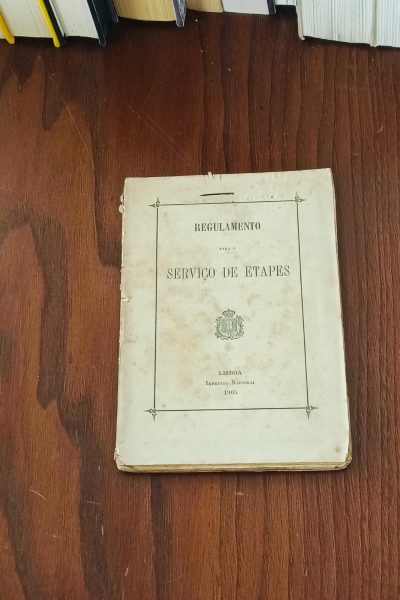 REGULAMENTO
PARA O
SERVIÇO DE ETAPES
LISBOA
IMPRENSA NACIONAL
1905